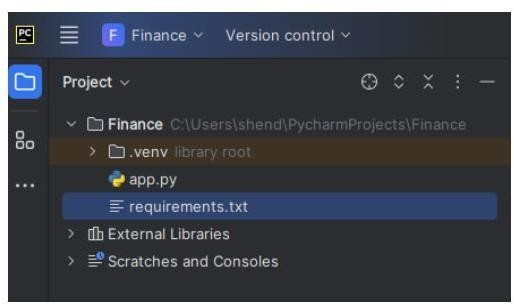 PC F Finance Version control
Project
Finance C:\Users\shend\PycharmProjects\Finance
.venv library root
app.py
requirements.txt
External Libraries
Scratches and Consoles